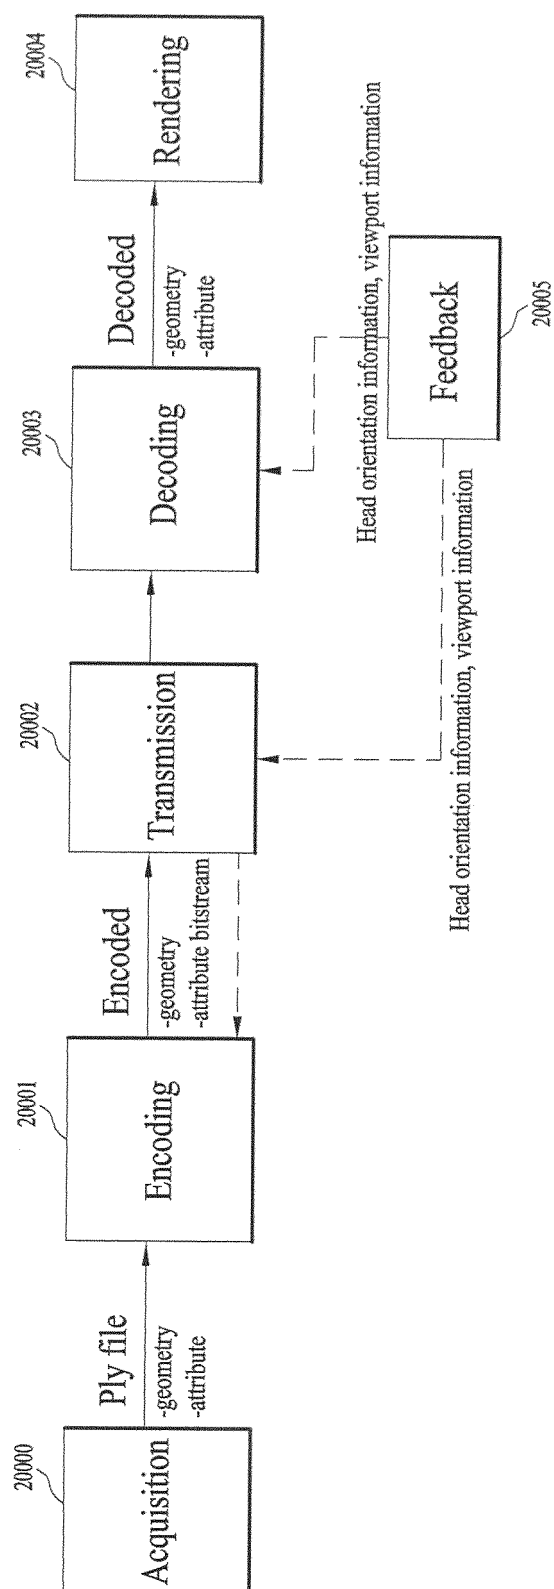 20000
Acquisition
Ply file
-geometry
-attribute
20001
Encoding
Encoded
-geometry
-attribute bitstream
20002
Transmission
20003
Decoding
Decoded
-geometry
-attribute
20004
Rendering
Head orientation information, viewport information
Feedback
20005
Head orientation information, viewport information